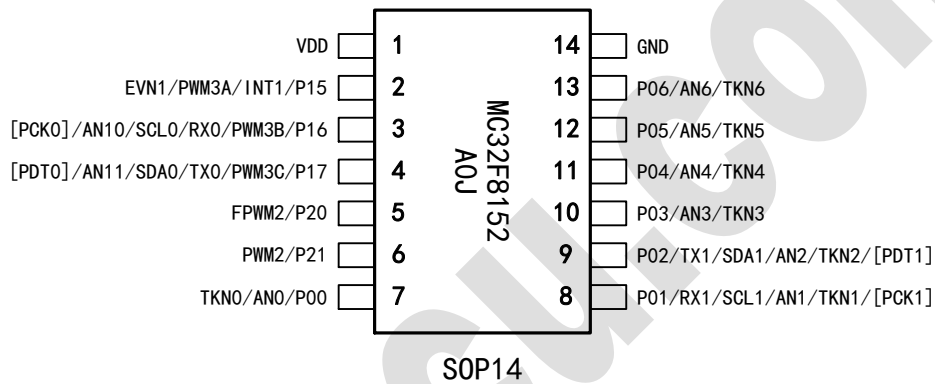 VDD 1 14 GND
EVN1/PWM3A/INT1/P15 2 13 P06/AN6/TKN6
[PCK0]/AN10/SCL0/RX0/PWM3B/P16 3 12 P05/AN5/TKN5
[PDT0]/AN11/SDA0/TX0/PWM3C/P17 4 11 P04/AN4/TKN4
FPWM2/P20 5 10 P03/AN3/TKN3
PWM2/P21 6 9 P02/TX1/SDA1/AN2/TKN2/[PDT1]
TKN0/AN0/P00 7 8 P01/RX1/SCL1/AN1/TKN1/[PCK1]
MC32F8152
A0J
SOP14